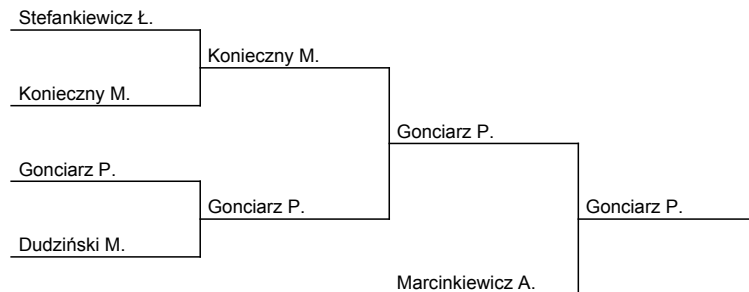 Stefankiewicz Ł.
Konieczny M.
Konieczny M.
Gonciarz P.
Gonciarz P.
Gonciarz P.
Gonciarz P.
Dudziński M.
Marcinkiewicz A.